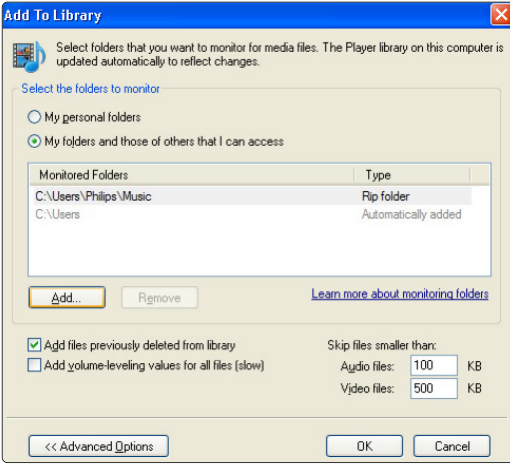 Add To Library
Select folders that you want to monitor for media files. The Player library on this computer is
updated automatically to reflect changes.
Select the folders to monitor
My personal folders
My folders and those of others that I can access
Monitored Folders Type
C:\Users\Philips\Music Rip folder
C:\Users Automatically added
Add... Remove Learn more about monitoring folders
Add files previously deleted from library Skip files smaller than:
Add volume-leveling values for all files (slow) Audio files: 100 KB
Video files: 500 KB
<< Advanced Options OK Cancel